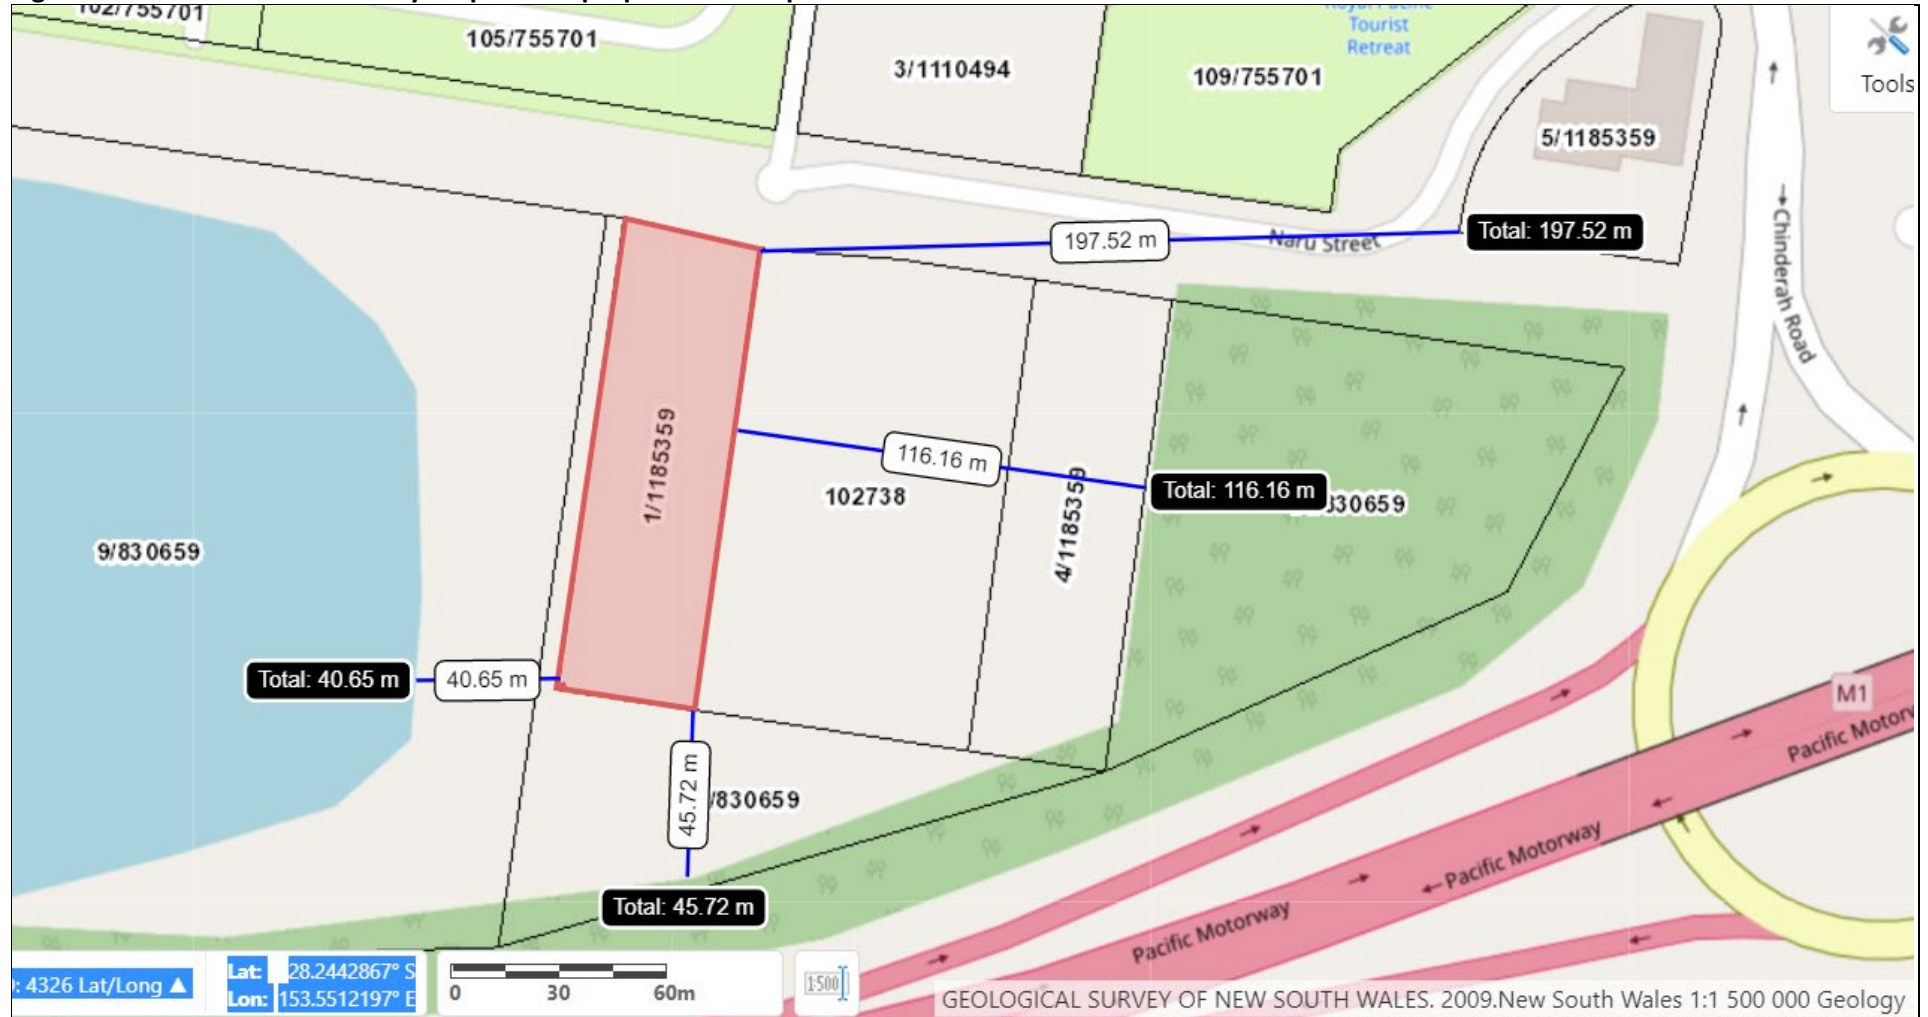 102/755701
105/755701
3/1110494
109/755701
Tourist
Retreat
Tools
5/1185359
197.52 m
Naru Street
Total: 197.52 m
Chinderah Road
1/1185359
116.16 m
102738
4/1185359
Total: 116.16 m
830659
9/830659
Total: 40.65 m
40.65 m
45.72 m
/830659
Total: 45.72 m
M1
Pacific Motorw
Pacific Motorway
Pacific Motorway
: 4326 Lat/Long ▲
Lat: 28.2442867° S
Lon: 153.5512197° E
0 30 60m
1:500
GEOLOGICAL SURVEY OF NEW SOUTH WALES. 2009.New South Wales 1:1 500 000 Geology